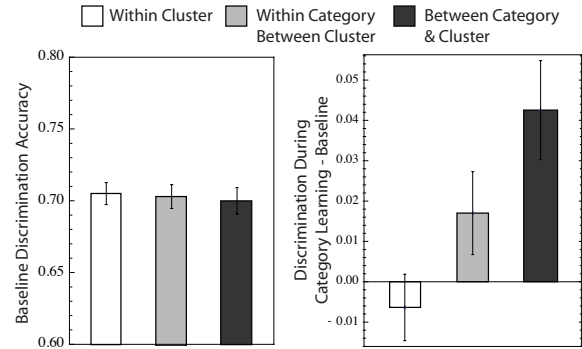 Within Cluster
Within Category
Between Cluster
Between Category
& Cluster
Baseline Discrimination Accuracy
0.80
0.75
0.70
0.65
0.60
Discrimination During
Category Learning - Baseline
0.05
0.04
0.03
0.02
0.01
0.00
- 0.01